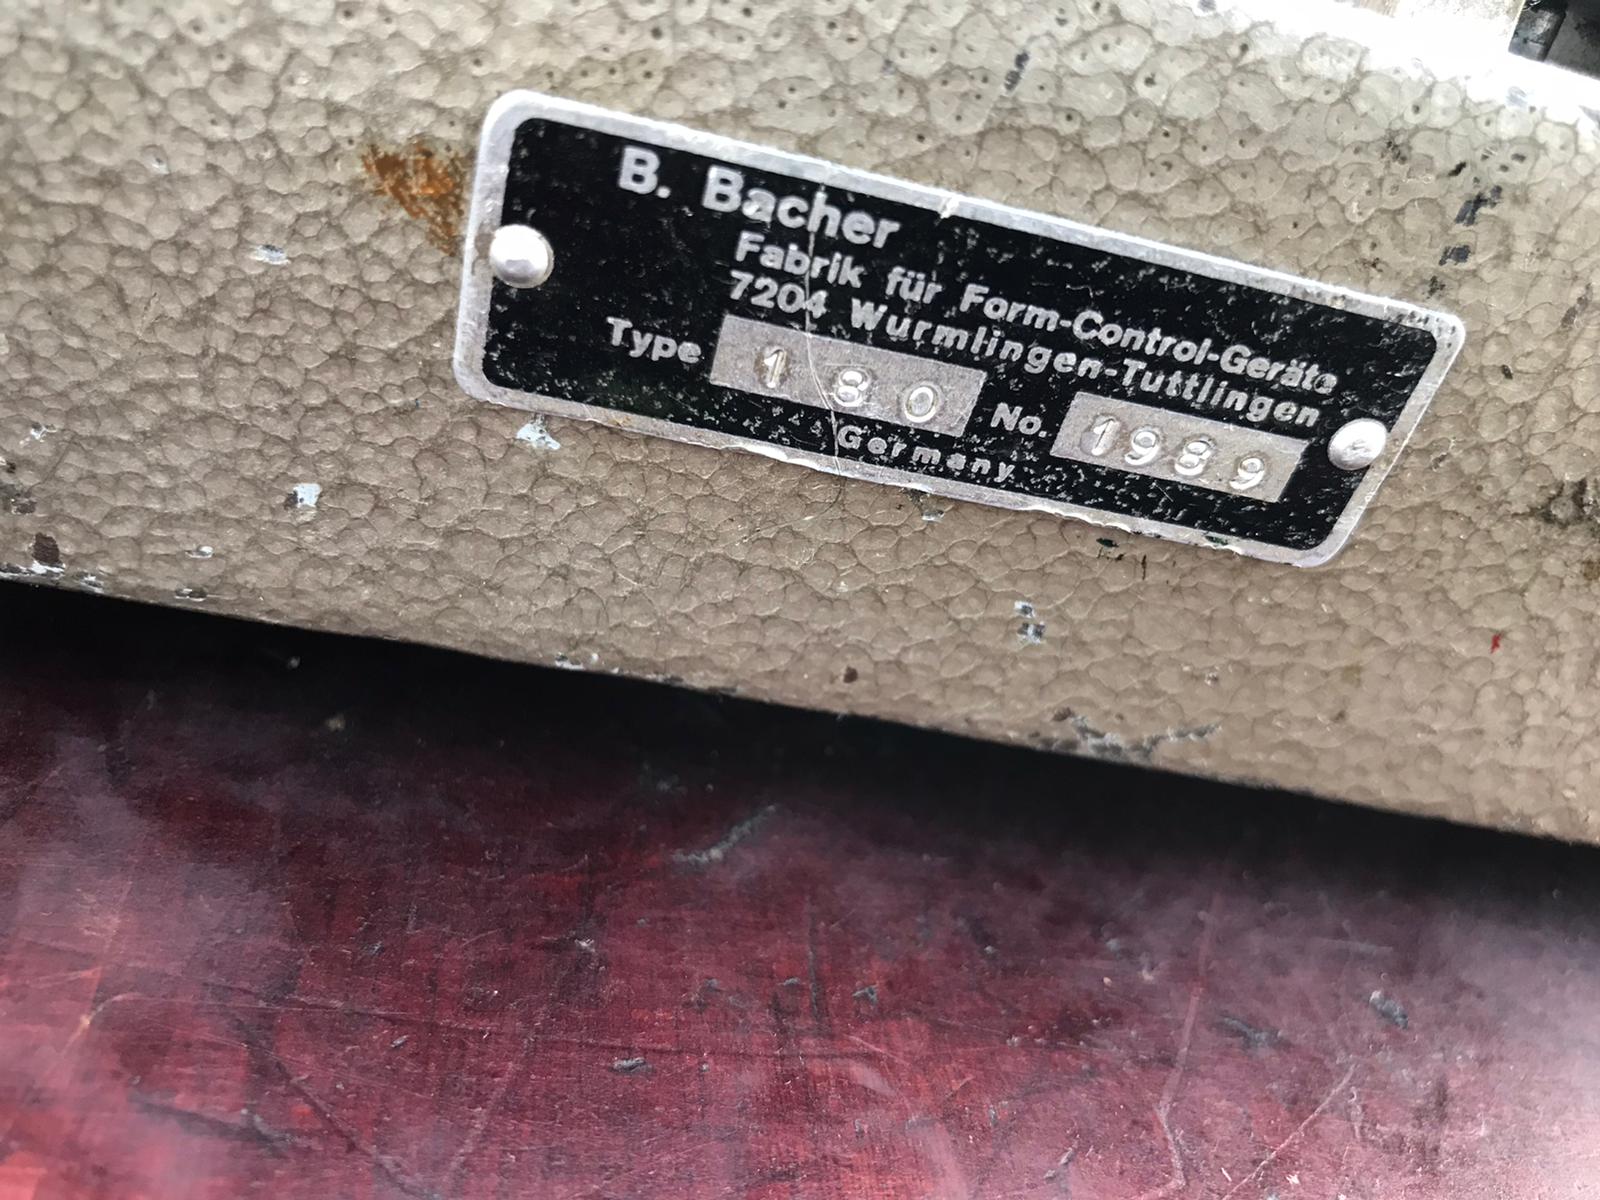 B. Bacher
Fabrik für Form-Control-Geräte
7204 Wurmlingen-Tuttlingen
Type 180 No. 1989
Germany